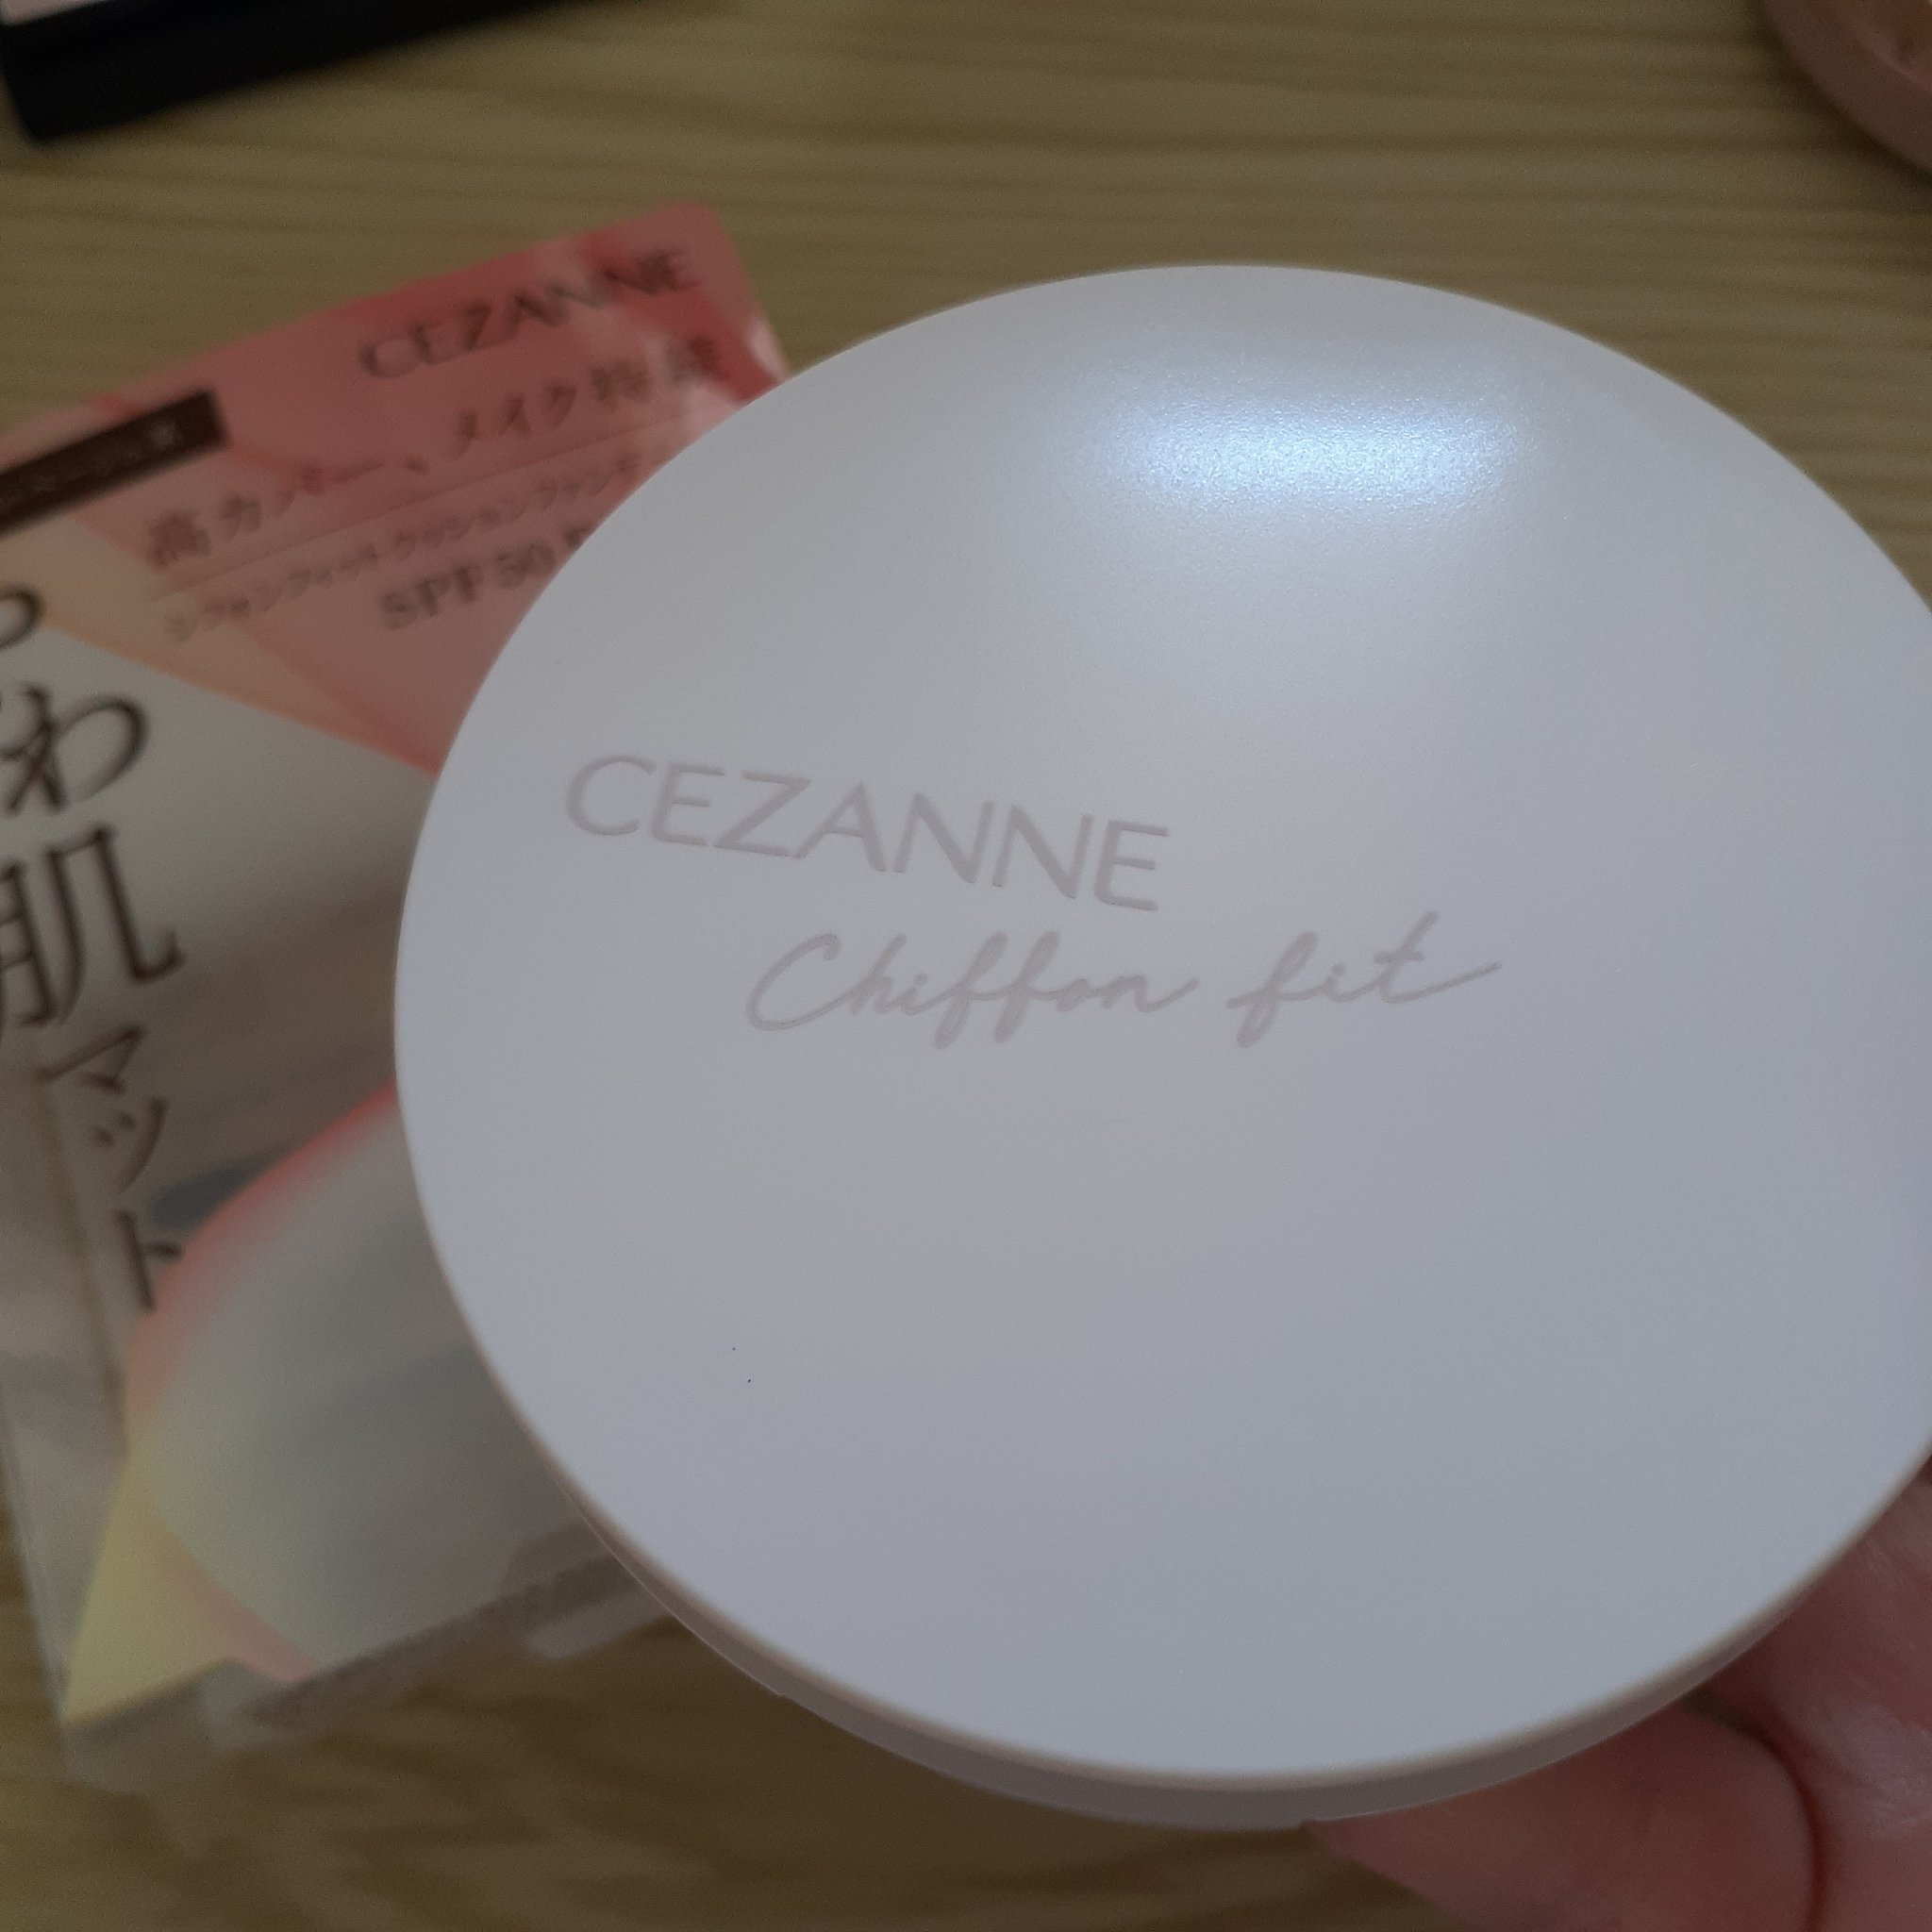 CEZANNE
高カバー、メイク持続
シフォンフィットクッションファンデ
SPF50
わ肌
マット
CEZANNE
Chiffon fit